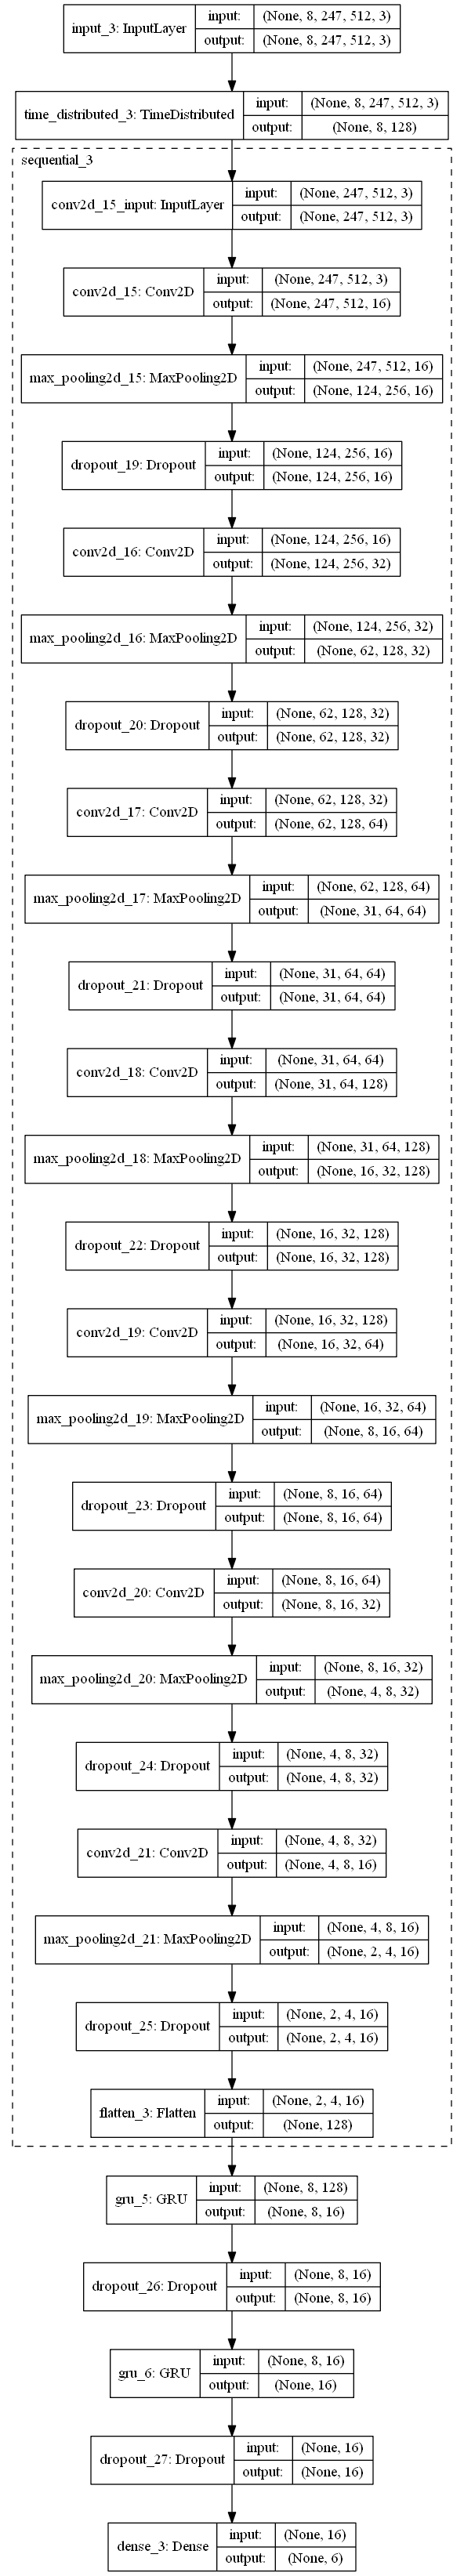 input_3: InputLayer
input: (None, 8, 247, 512, 3)
output: (None, 8, 247, 512, 3)
time_distributed_3: TimeDistributed
input: (None, 8, 247, 512, 3)
output: (None, 8, 128)
sequential_3
conv2d_15_input: InputLayer
input: (None, 247, 512, 3)
output: (None, 247, 512, 3)
conv2d_15: Conv2D
input: (None, 247, 512, 3)
output: (None, 247, 512, 16)
max_pooling2d_15: MaxPooling2D
input: (None, 247, 512, 16)
output: (None, 124, 256, 16)
dropout_19: Dropout
input: (None, 124, 256, 16)
output: (None, 124, 256, 16)
conv2d_16: Conv2D
input: (None, 124, 256, 16)
output: (None, 124, 256, 32)
max_pooling2d_16: MaxPooling2D
input: (None, 124, 256, 32)
output: (None, 62, 128, 32)
dropout_20: Dropout
input: (None, 62, 128, 32)
output: (None, 62, 128, 32)
conv2d_17: Conv2D
input: (None, 62, 128, 32)
output: (None, 62, 128, 64)
max_pooling2d_17: MaxPooling2D
input: (None, 62, 128, 64)
output: (None, 31, 64, 64)
dropout_21: Dropout
input: (None, 31, 64, 64)
output: (None, 31, 64, 64)
conv2d_18: Conv2D
input: (None, 31, 64, 64)
output: (None, 31, 64, 128)
max_pooling2d_18: MaxPooling2D
input: (None, 31, 64, 128)
output: (None, 16, 32, 128)
dropout_22: Dropout
input: (None, 16, 32, 128)
output: (None, 16, 32, 128)
conv2d_19: Conv2D
input: (None, 16, 32, 128)
output: (None, 16, 32, 64)
max_pooling2d_19: MaxPooling2D
input: (None, 16, 32, 64)
output: (None, 8, 16, 64)
dropout_23: Dropout
input: (None, 8, 16, 64)
output: (None, 8, 16, 64)
conv2d_20: Conv2D
input: (None, 8, 16, 64)
output: (None, 8, 16, 32)
max_pooling2d_20: MaxPooling2D
input: (None, 8, 16, 32)
output: (None, 4, 8, 32)
dropout_24: Dropout
input: (None, 4, 8, 32)
output: (None, 4, 8, 32)
conv2d_21: Conv2D
input: (None, 4, 8, 32)
output: (None, 4, 8, 16)
max_pooling2d_21: MaxPooling2D
input: (None, 4, 8, 16)
output: (None, 2, 4, 16)
dropout_25: Dropout
input: (None, 2, 4, 16)
output: (None, 2, 4, 16)
flatten_3: Flatten
input: (None, 2, 4, 16)
output: (None, 128)
gru_5: GRU
input: (None, 8, 128)
output: (None, 8, 16)
dropout_26: Dropout
input: (None, 8, 16)
output: (None, 8, 16)
gru_6: GRU
input: (None, 8, 16)
output: (None, 16)
dropout_27: Dropout
input: (None, 16)
output: (None, 16)
dense_3: Dense
input: (None, 16)
output: (None, 6)